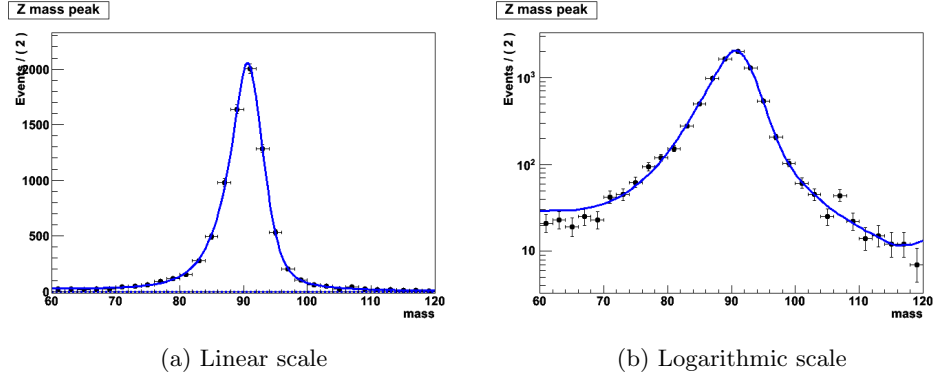 Z mass peak
Events / ( 2 )
2000
1500
1000
500
0
60 70 80 90 100 110 120
mass
(a) Linear scale
Z mass peak
Events / ( 2 )
10³
10²
10
60 70 80 90 100 110 120
mass
(b) Logarithmic scale